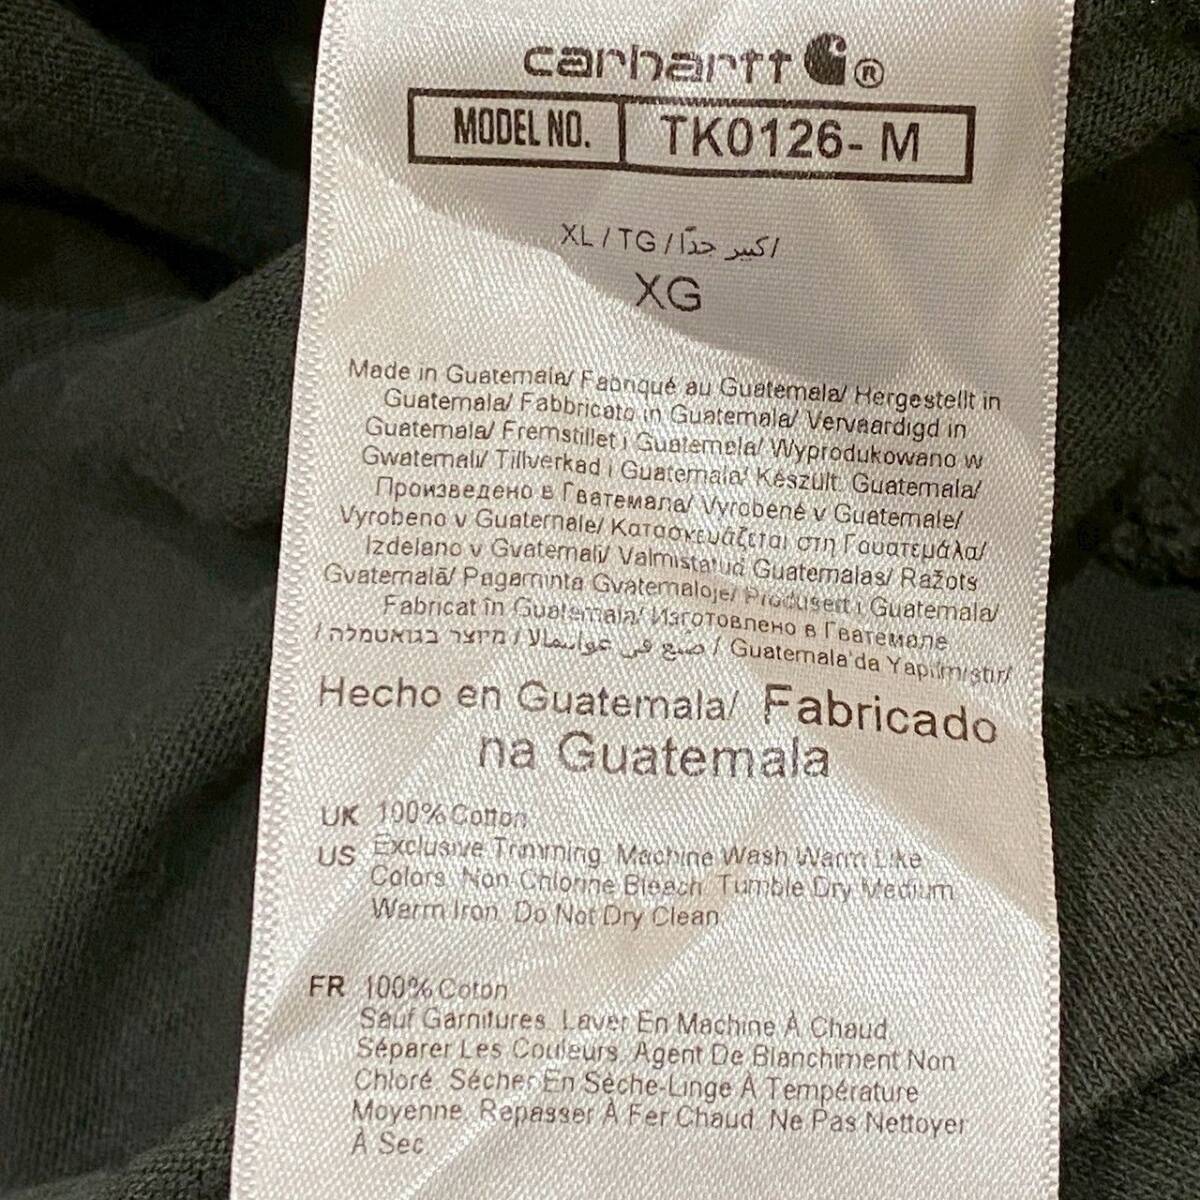 carhartt ®
MODEL NO. TK0126- M
XL / TG / اكبير جدًا /
XG
Made in Guatemala/ Fabriqué au Guatemala/ Hergestellt in
Guatemala/ Fabbricato in Guatemala/ Vervaardigd in
Guatemala/ Fremstillet i Guatemala/ Wyprodukowano w
Gwatemali/ Tillverkad i Guatemala/ Készült: Guatemala/
Произведено в Гватемала/ Vyrobené v Guatemale/
Vyrobeno v Guatemale/ Κατασκευάζεται στη Γουατεμάλα/
Izdelano v Gvatemali/ Valmistatud Guatemalas/ Ražots
Gvatemalā/ Pagaminta Gvatemaloje/ Produsert i Guatemala/
Fabricat în Guatemala/ Изготовлено в Гватемале
/ מיוצר בגואטמלה / صنع في غواتيمالا / Guatemala'da Yapılmıştır/
Hecho en Guatemala/ Fabricado
na Guatemala
UK 100% Cotton
US Exclusive Trimming. Machine Wash Warm Like
Colors. Non-Chlorine Bleach. Tumble Dry Medium.
Warm Iron. Do Not Dry Clean.
FR 100% Coton
Sauf Garnitures. Laver En Machine À Chaud
Séparer Les Couleurs. Agent De Blanchiment Non
Chloré. Sécher En Sèche-Linge À Température
Moyenne. Repasser À Fer Chaud. Ne Pas Nettoyer
À Sec